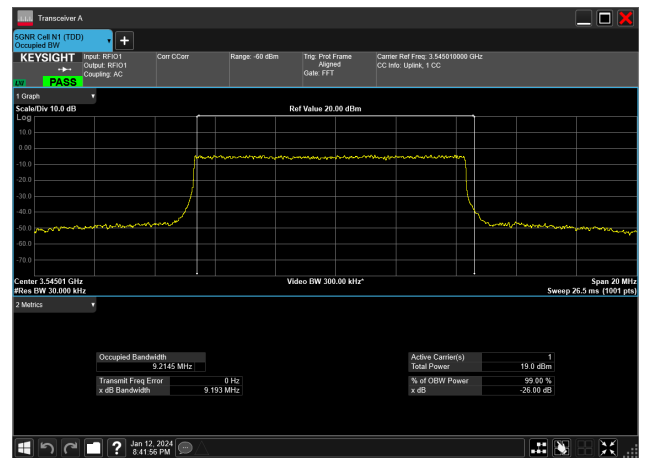 Transceiver A
5GNR Cell N1 (TDD)
Occupied BW
KEYSIGHT
LXI
PASS
Input: RFIO1
Output: RFIO1
Coupling: AC
Corr CCorr
Range: -60 dBm
Trig: Prot Frame
Aligned
Gate: FFT
Carrier Ref Freq: 3.545010000 GHz
CC Info: Uplink, 1 CC
1 Graph
Scale/Div 10.0 dB
Ref Value 20.00 dBm
Log
10.0
0.00
-10.0
-20.0
-30.0
-40.0
-50.0
-60.0
-70.0
Center 3.54501 GHz
Video BW 300.00 kHz*
Span 20 MHz
#Res BW 30.000 kHz
Sweep 26.5 ms (1001 pts)
2 Metrics
Occupied Bandwidth
9.2145 MHz
Active Carrier(s) 1
Total Power 19.0 dBm
Transmit Freq Error 0 Hz
x dB Bandwidth 9.193 MHz
% of OBW Power 99.00 %
x dB -26.00 dB
?
Jan 12, 2024
8:41:56 PM